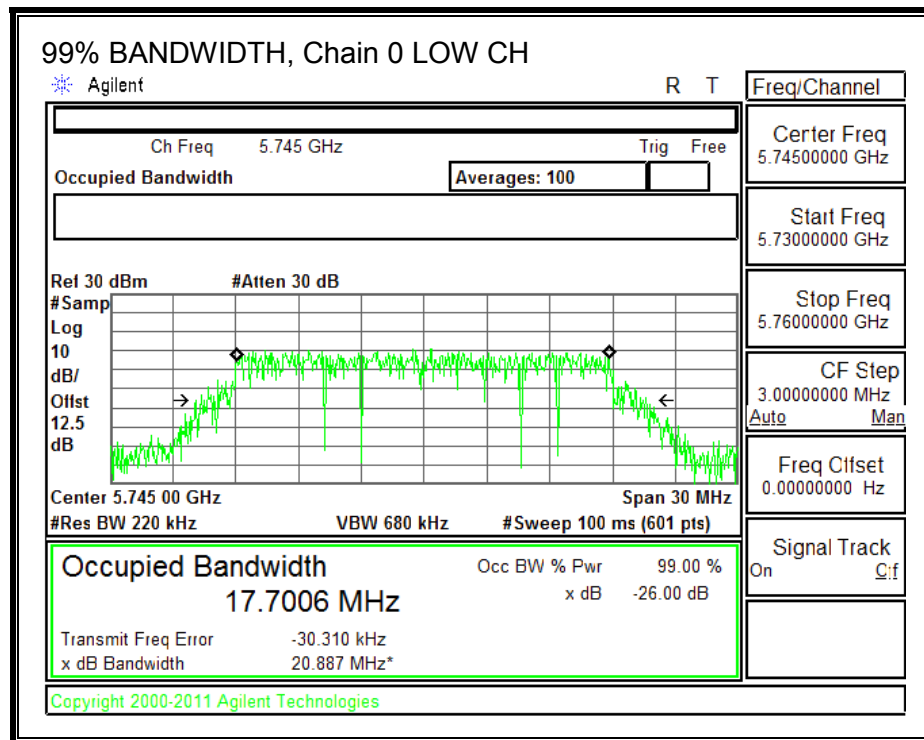 99% BANDWIDTH, Chain 0 LOW CH
Agilent R T
Freq/Channel
Ch Freq 5.745 GHz Trig Free
Occupied Bandwidth Averages: 100
Center Freq
5.74500000 GHz
Start Freq
5.73000000 GHz
Stop Freq
5.76000000 GHz
CF Step
3.00000000 MHz
Auto Man
Freq Offset
0.00000000 Hz
Signal Track
On Off
Ref 30 dBm #Atten 30 dB
#Samp
Log
10
dB/
Offst
12.5
dB
Center 5.745 00 GHz Span 30 MHz
#Res BW 220 kHz VBW 680 kHz #Sweep 100 ms (601 pts)
Occupied Bandwidth
17.7006 MHz
Occ BW % Pwr 99.00 %
x dB -26.00 dB
Transmit Freq Error -30.310 kHz
x dB Bandwidth 20.887 MHz*
Copyright 2000-2011 Agilent Technologies